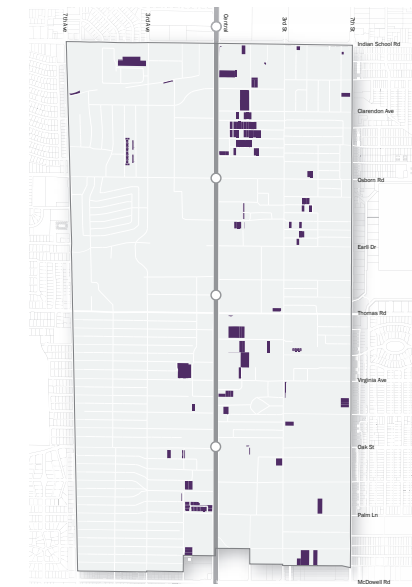 7th Ave
3rd Ave
Central
3rd St
7th St
Indian School Rd
Clarendon Ave
Osborn Rd
Earll Dr
Thomas Rd
Virginia Ave
Oak St
Palm Ln
McDowell Rd